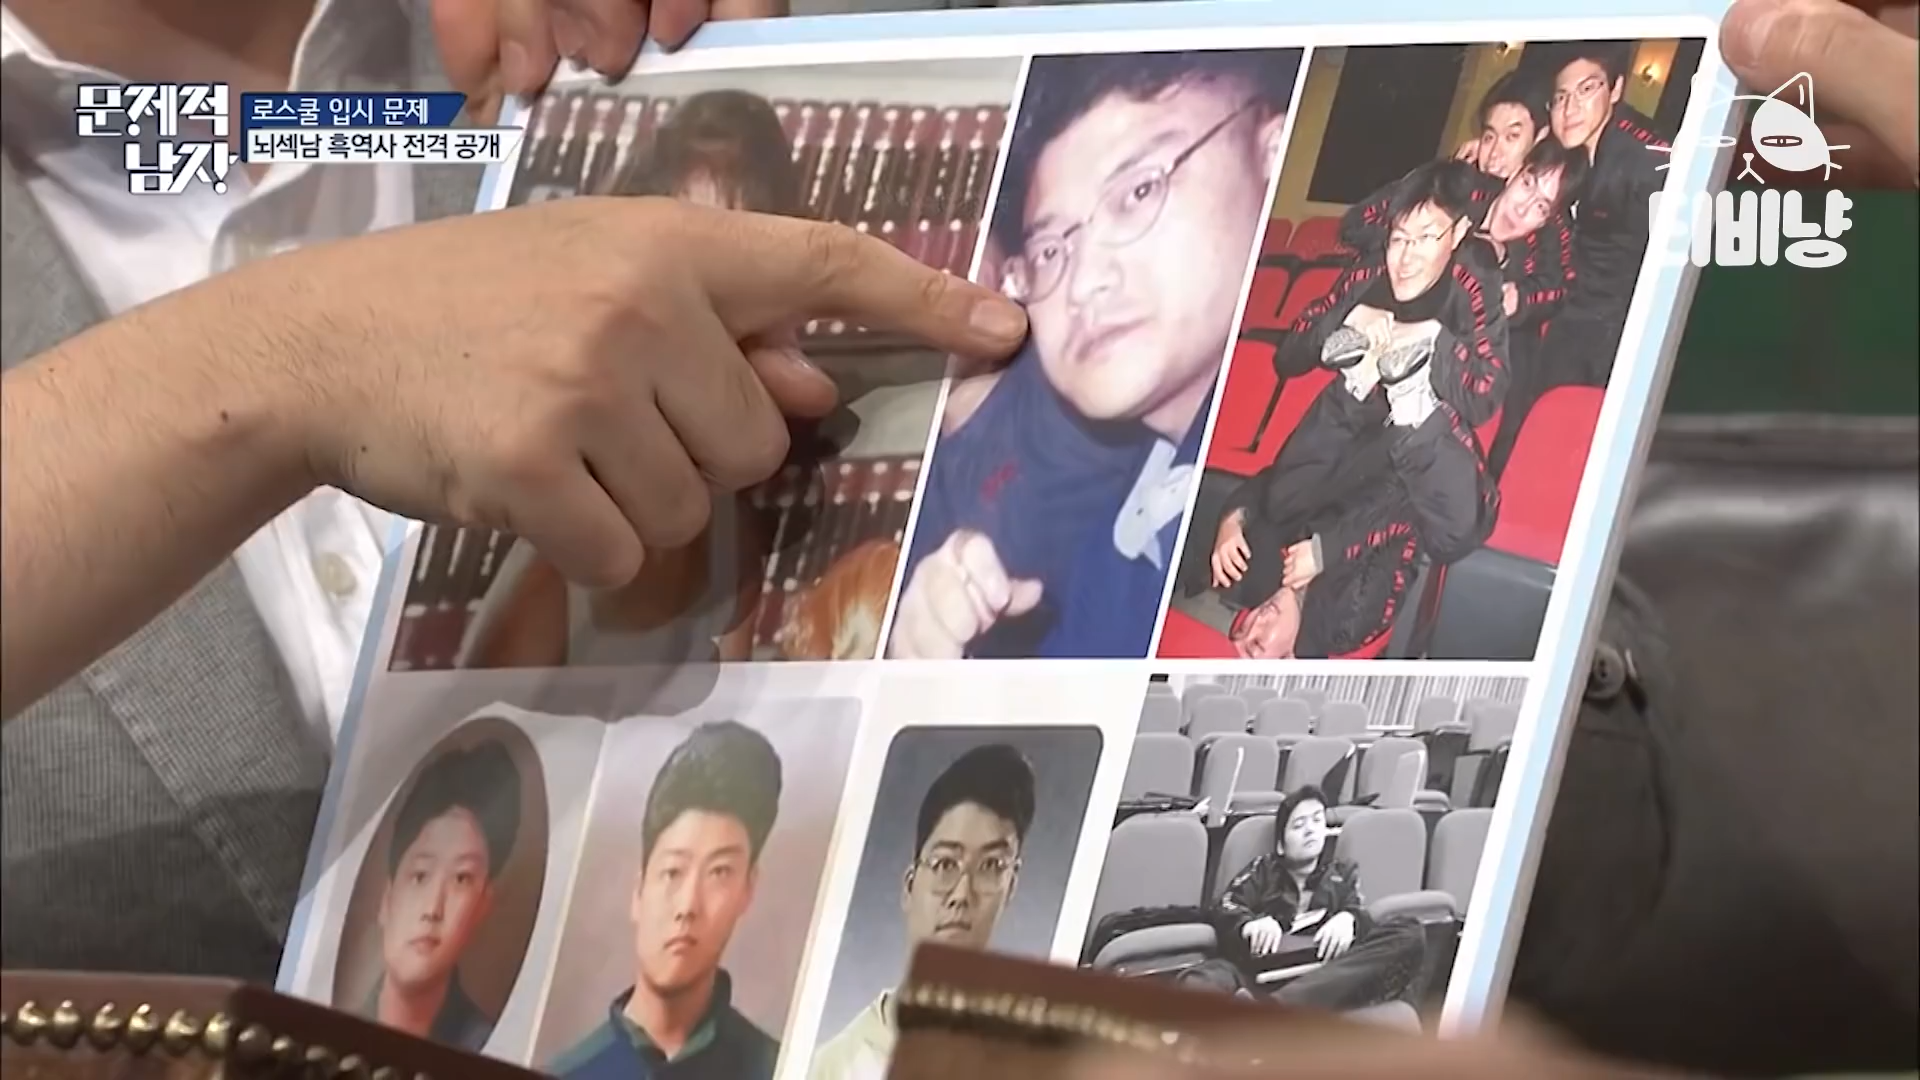 문제적
남자
로스쿨 입시 문제
뇌섹남 흑역사 전격 공개
티비냥